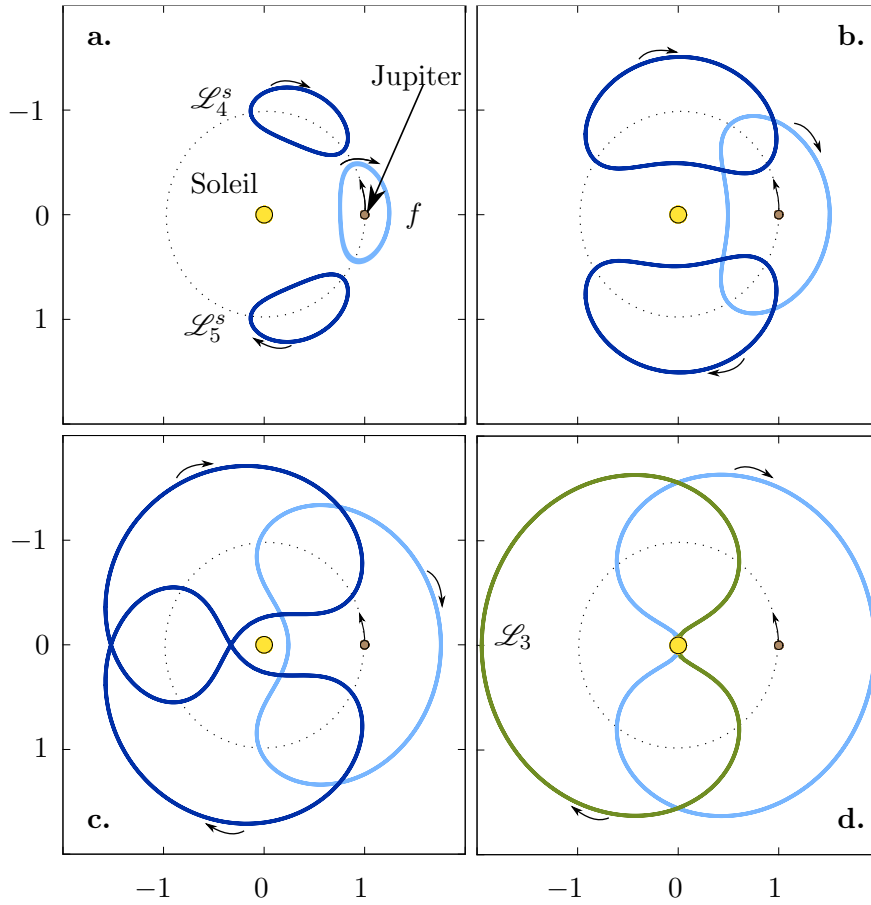 a.
b.
Jupiter
ℒ₄ˢ
−1
Soleil
0
f
ℒ₅ˢ
1
−1
0
ℒ₃
1
c.
d.
−1
0
1
−1
0
1